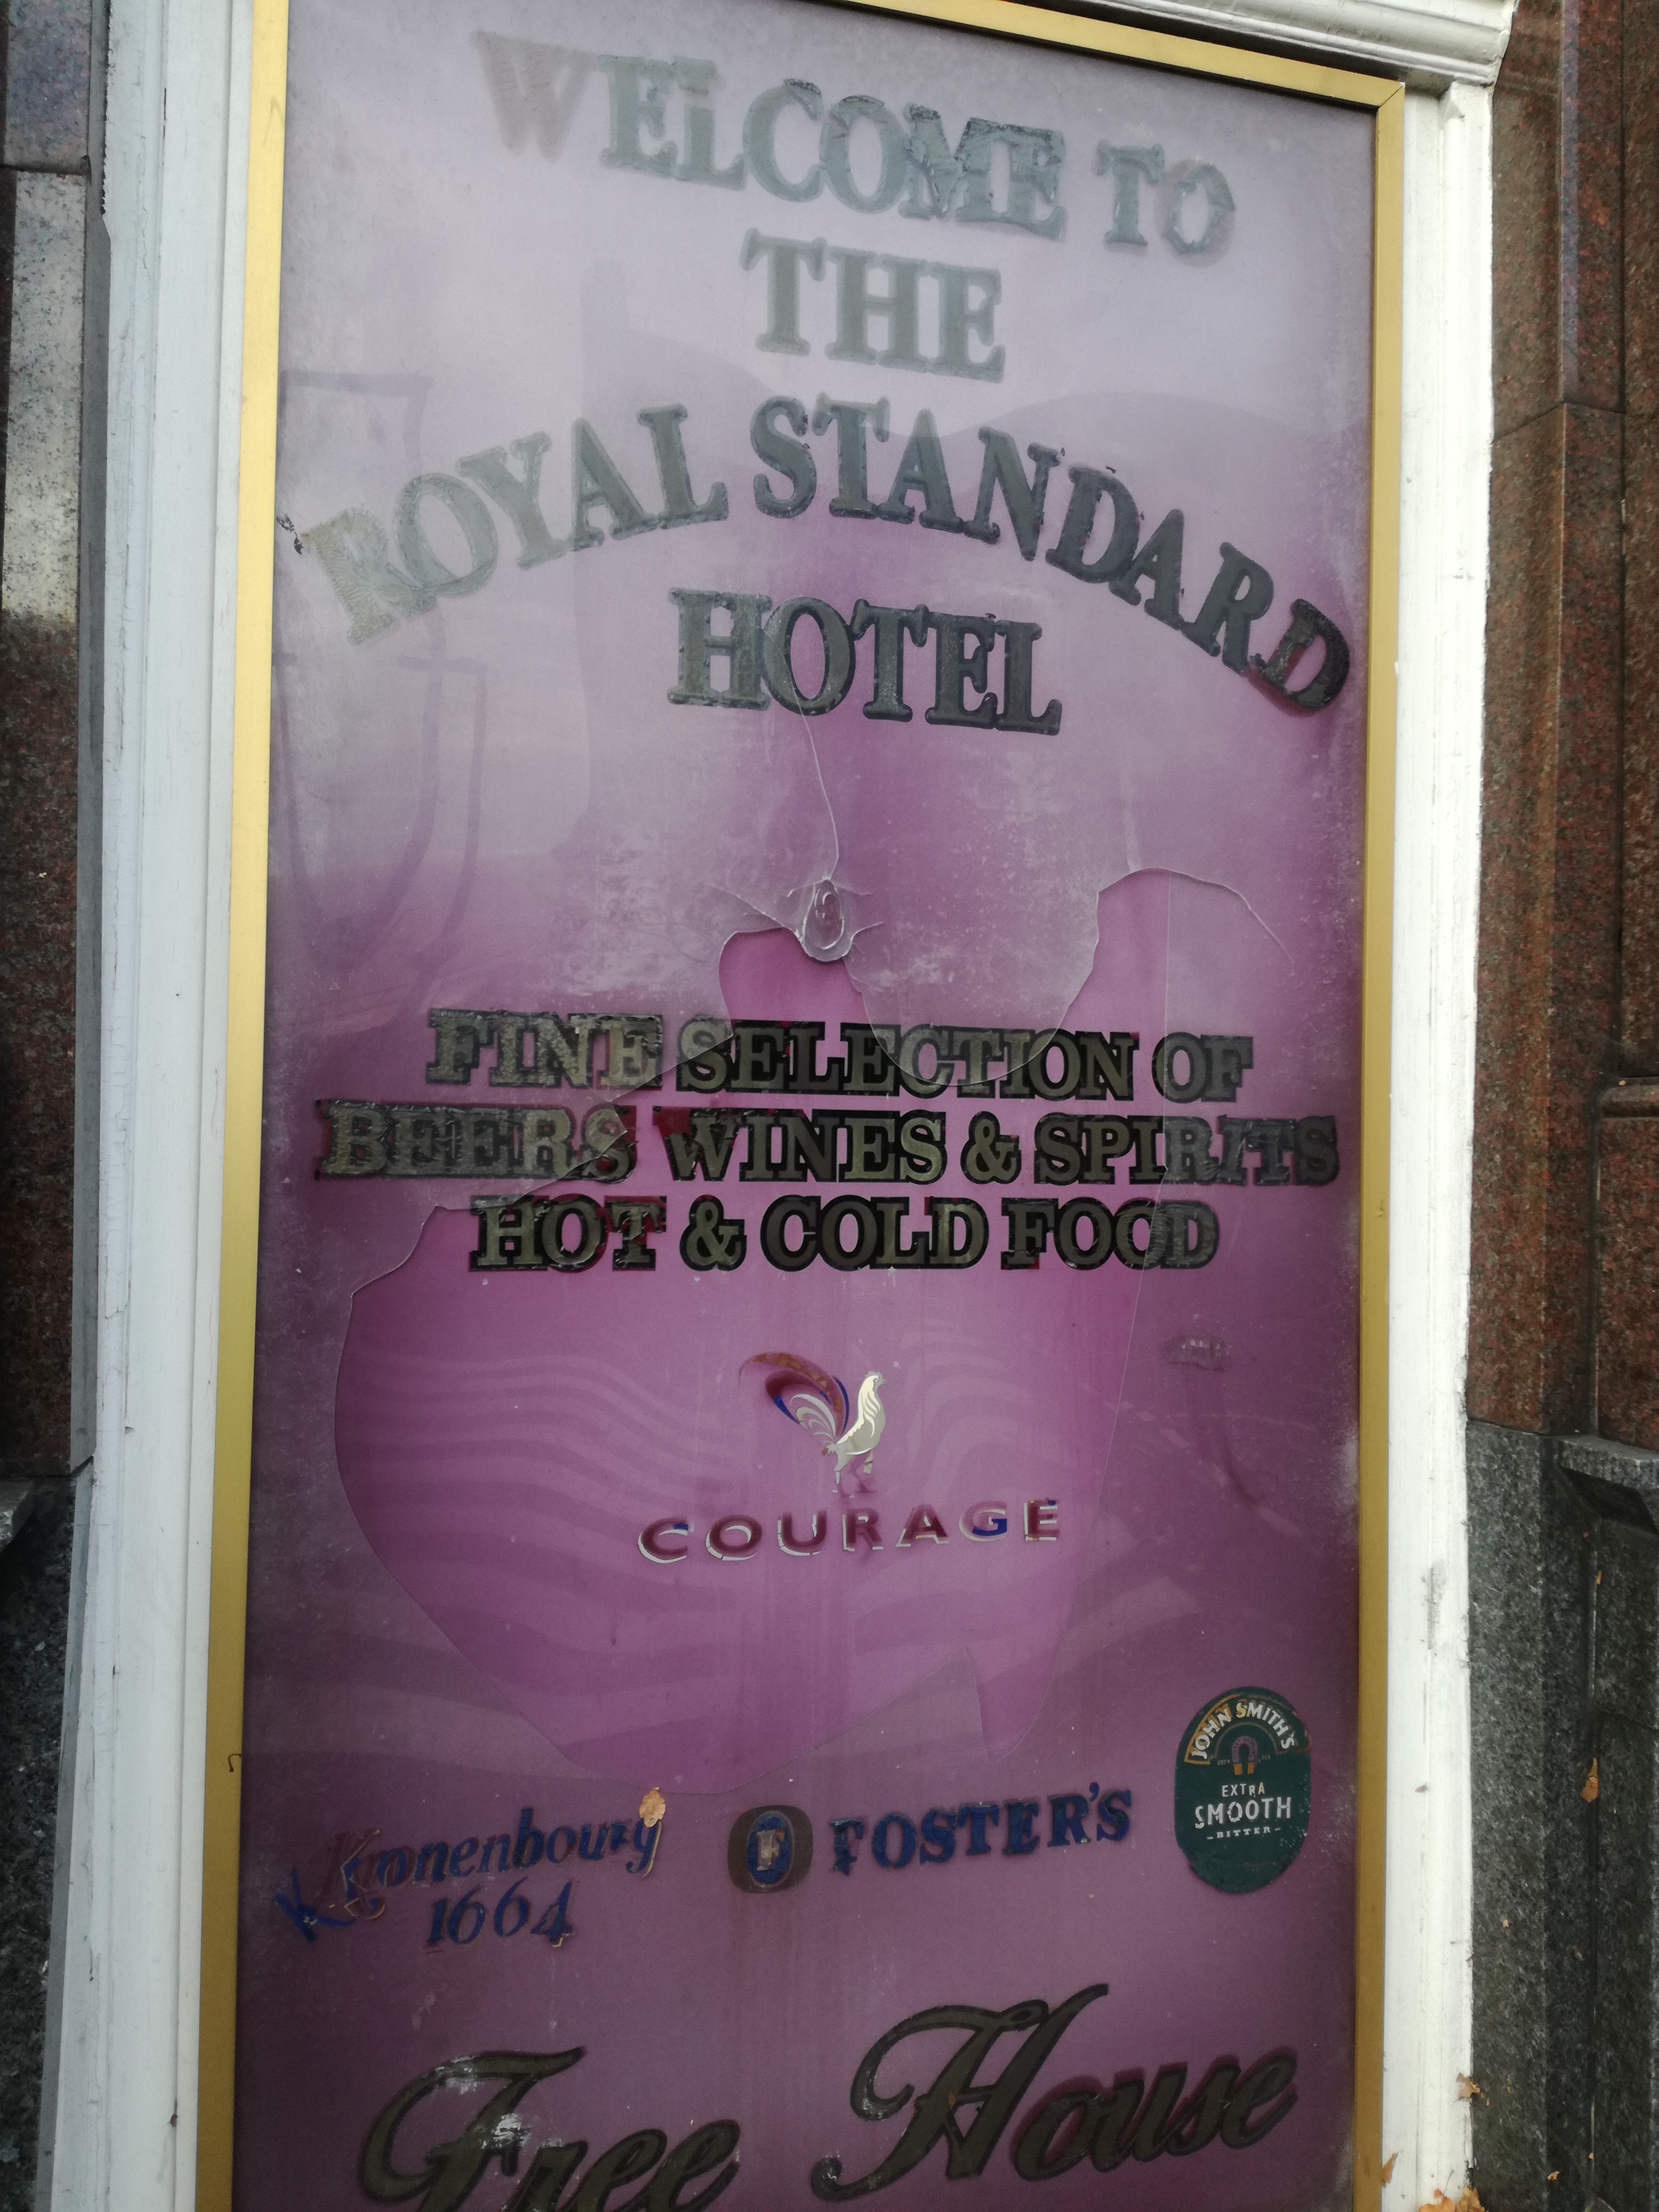 WELCOME TO
THE
ROYAL STANDARD
HOTEL
FINE SELECTION OF
BEERS WINES & SPIRITS
HOT & COLD FOOD
COURAGE
Kronenbourg
1664
F FOSTER'S
JOHN SMITH'S
EXTRA
SMOOTH
-BITTER-
Free House